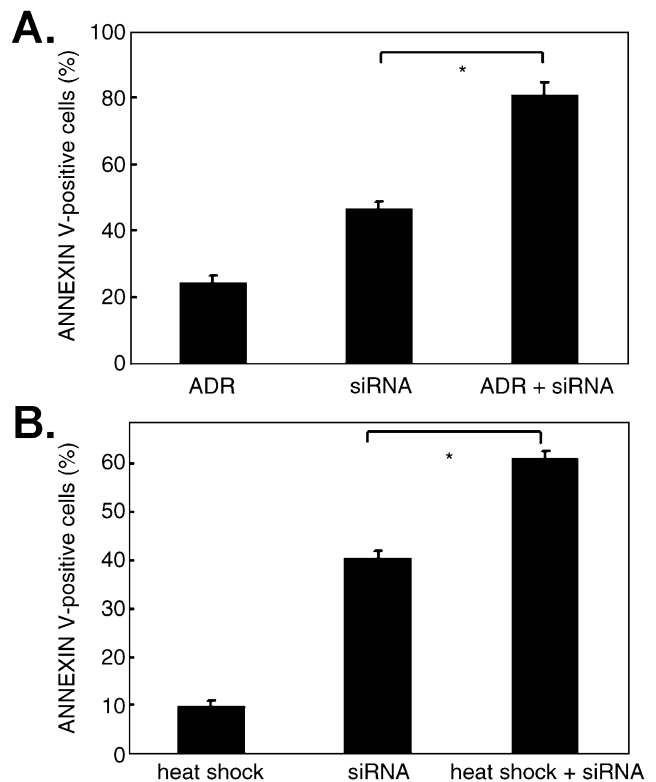 A.
ANNEXIN V-positive cells (%)
100
80
60
40
20
0
*
ADR siRNA ADR + siRNA
B.
ANNEXIN V-positive cells (%)
60
50
40
30
20
10
0
*
heat shock siRNA heat shock + siRNA